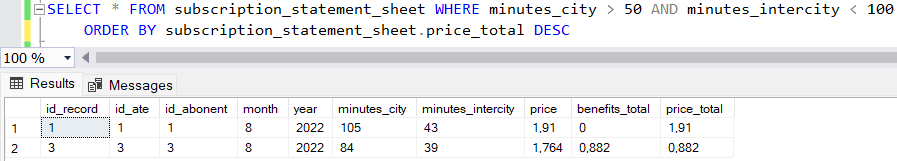 SELECT * FROM subscription_statement_sheet WHERE minutes_city > 50 AND minutes_intercity < 100
ORDER BY subscription_statement_sheet.price_total DESC
100 %
Results Messages
id_record id_ate id_abonent month year minutes_city minutes_intercity price benefits_total price_total
1 1 1 1 8 2022 105 43 1,91 0 1,91
2 3 3 3 8 2022 84 39 1,764 0,882 0,882